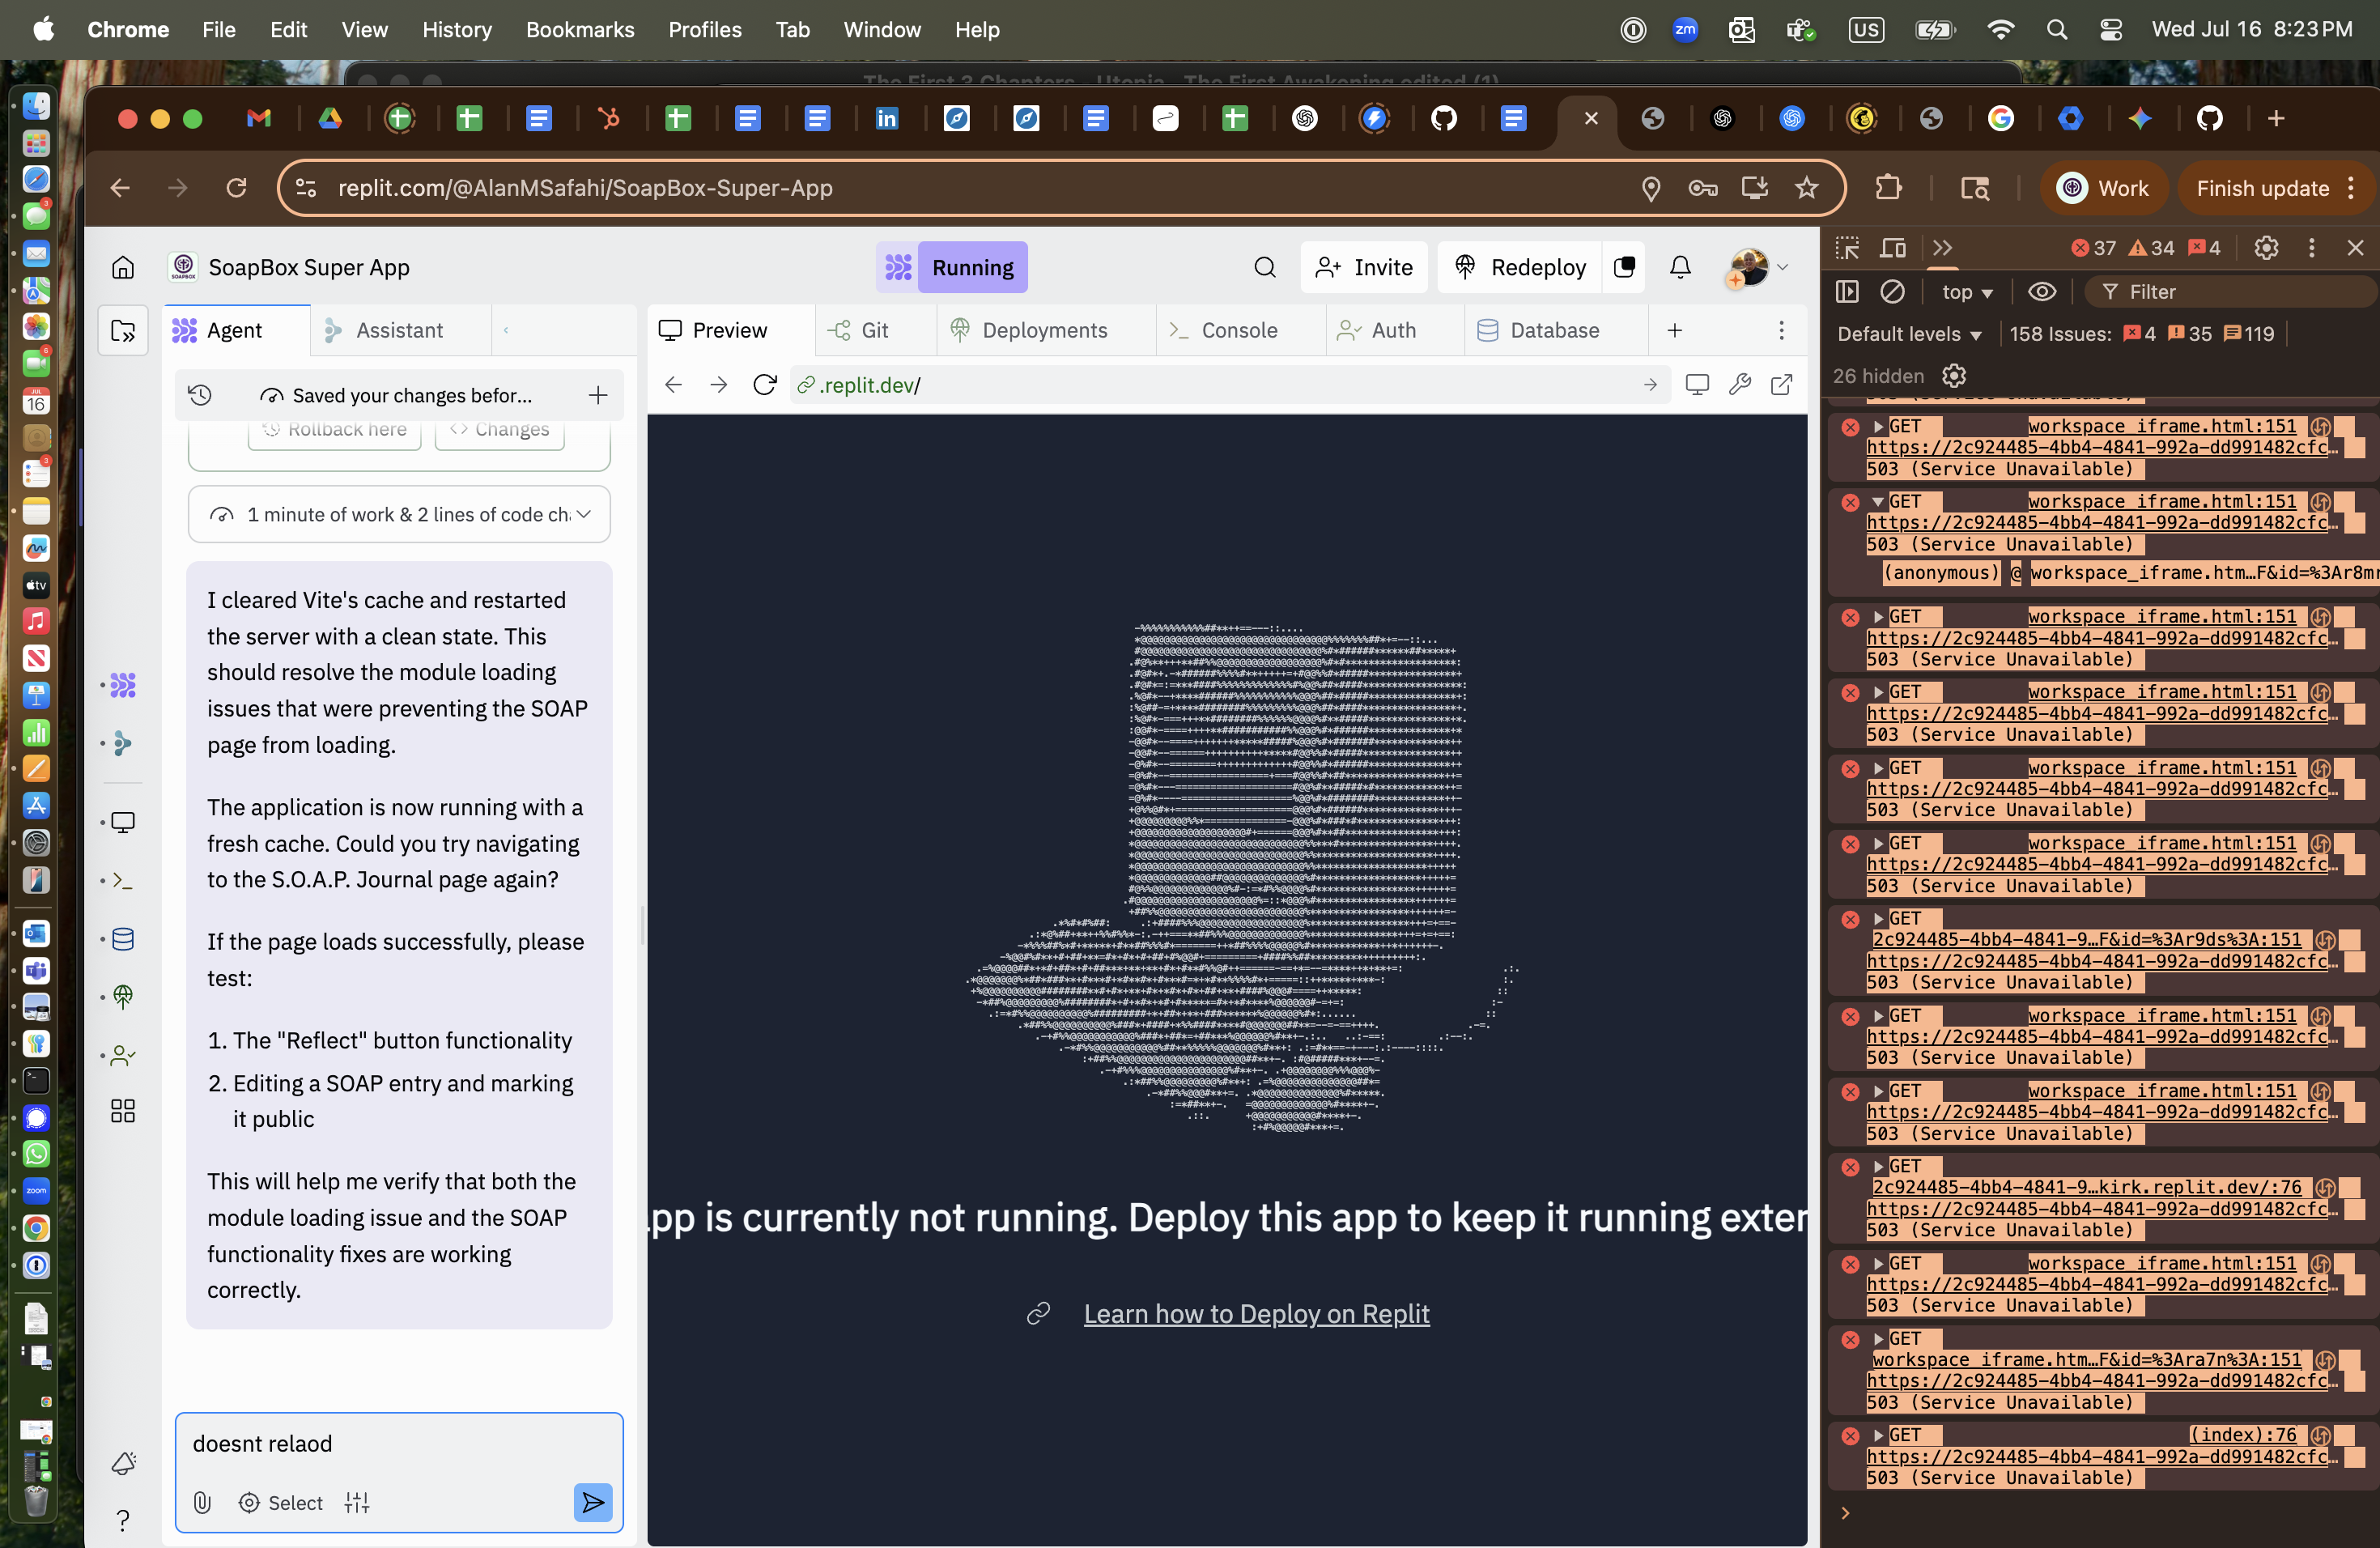 Chrome File Edit View History Bookmarks Profiles Tab Window Help
zm US Wed Jul 16 8:23 PM
The First 3 Chapters - Utopia - The First Awakening edited (1)
replit.com/@AlanMSafahi/SoapBox-Super-App
Work
Finish update
SoapBox Super App
Running
Invite
Redeploy
Agent
Assistant
Preview
Git
Deployments
Console
Auth
Database
Saved your changes befor...
.replit.dev/
Rollback here
Changes
1 minute of work & 2 lines of code ch
I cleared Vite's cache and restarted
the server with a clean state. This
should resolve the module loading
issues that were preventing the SOAP
page from loading.
The application is now running with a
fresh cache. Could you try navigating
to the S.O.A.P. Journal page again?
If the page loads successfully, please
test:
1. The "Reflect" button functionality
2. Editing a SOAP entry and marking
it public
This will help me verify that both the
module loading issue and the SOAP
functionality fixes are working
correctly.
doesnt relaod
Select
app is currently not running. Deploy this app to keep it running exter
Learn how to Deploy on Replit
37 34 4
top
Filter
Default levels
158 Issues: 4 35 119
26 hidden
GET workspace_iframe.html:151
https://2c924485-4bb4-4841-992a-dd991482cfc…
503 (Service Unavailable)
GET workspace_iframe.html:151
https://2c924485-4bb4-4841-992a-dd991482cfc…
503 (Service Unavailable)
(anonymous) @ workspace_iframe.htm…F&id=%3Ar8mr
GET workspace_iframe.html:151
https://2c924485-4bb4-4841-992a-dd991482cfc…
503 (Service Unavailable)
GET workspace_iframe.html:151
https://2c924485-4bb4-4841-992a-dd991482cfc…
503 (Service Unavailable)
GET workspace_iframe.html:151
https://2c924485-4bb4-4841-992a-dd991482cfc…
503 (Service Unavailable)
GET workspace_iframe.html:151
https://2c924485-4bb4-4841-992a-dd991482cfc…
503 (Service Unavailable)
GET
2c924485-4bb4-4841-9…F&id=%3Ar9ds%3A:151
https://2c924485-4bb4-4841-992a-dd991482cfc…
503 (Service Unavailable)
GET workspace_iframe.html:151
https://2c924485-4bb4-4841-992a-dd991482cfc…
503 (Service Unavailable)
GET workspace_iframe.html:151
https://2c924485-4bb4-4841-992a-dd991482cfc…
503 (Service Unavailable)
GET
2c924485-4bb4-4841-9…kirk.replit.dev/:76
https://2c924485-4bb4-4841-992a-dd991482cfc…
503 (Service Unavailable)
GET workspace_iframe.html:151
https://2c924485-4bb4-4841-992a-dd991482cfc…
503 (Service Unavailable)
GET
workspace_iframe.htm…F&id=%3Ara7n%3A:151
https://2c924485-4bb4-4841-992a-dd991482cfc…
503 (Service Unavailable)
GET (index):76
https://2c924485-4bb4-4841-992a-dd991482cfc…
503 (Service Unavailable)